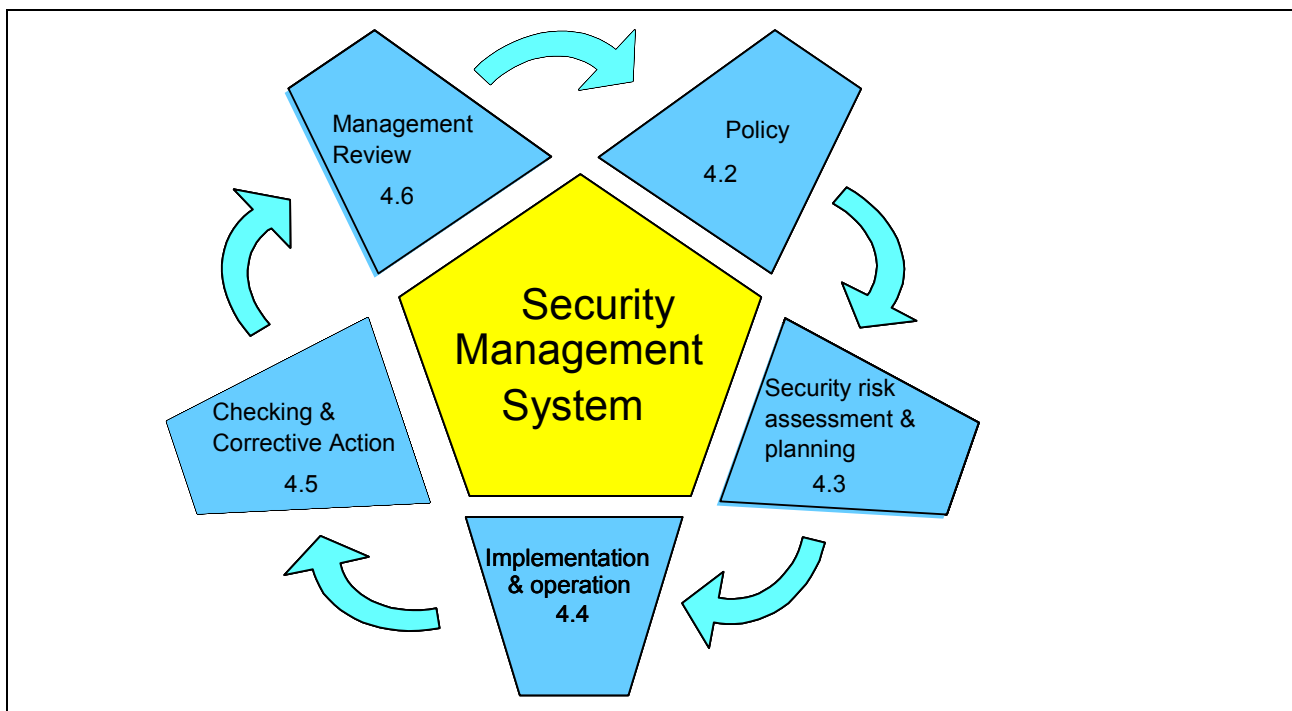 Management
Review
4.6
Policy
4.2
Security
Management
System
Security risk
assessment &
planning
4.3
Checking &
Corrective Action
4.5
Implementation
& operation
4.4